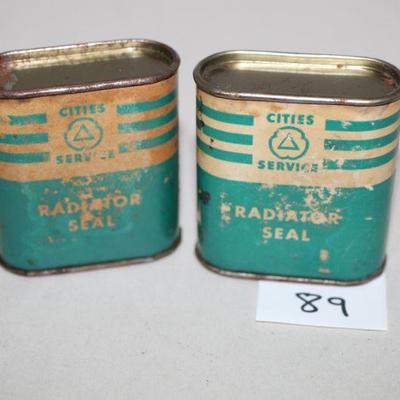 CITIES
SERVICE
RADIATOR
SEAL
CITIES
SERVICE
RADIATOR
SEAL
89